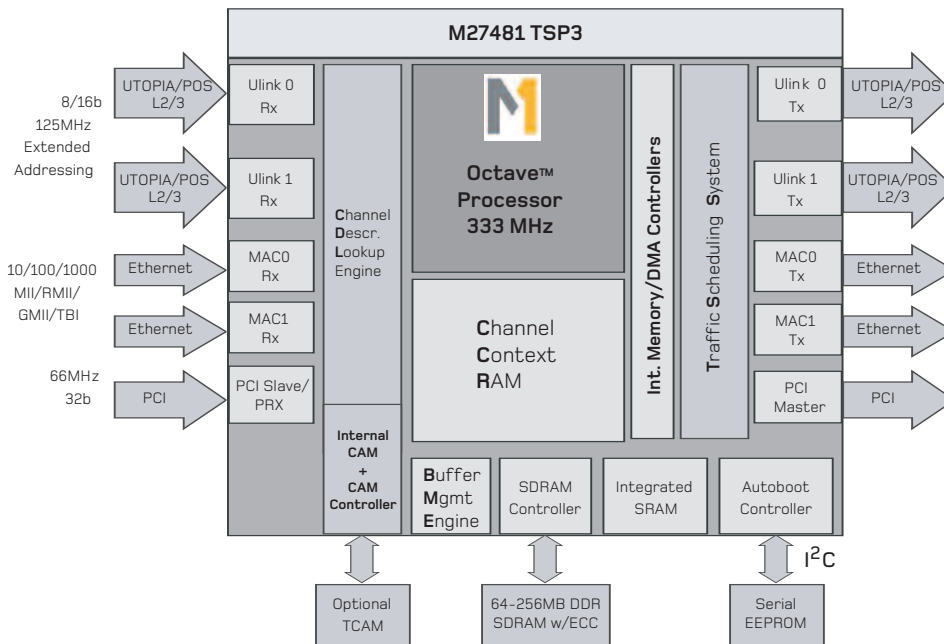 M27481 TSP3
8/16b
125MHz
Extended
Addressing
UTOPIA/POS
L2/3
UTOPIA/POS
L2/3
10/100/1000
MII/RMII/
GMII/TBI
Ethernet
Ethernet
66MHz
32b
PCI
Ulink 0
Rx
Ulink 1
Rx
MAC0
Rx
MAC1
Rx
PCI Slave/
PRX
Channel
Descr.
Lookup
Engine
Internal
CAM
+
CAM
Controller
M1
Octave™
Processor
333 MHz
Channel
Context
RAM
Int. Memory/DMA Controllers
Traffic Scheduling System
Ulink 0
Tx
Ulink 1
Tx
MAC0
Tx
MAC1
Tx
PCI
Master
UTOPIA/POS
L2/3
UTOPIA/POS
L2/3
Ethernet
Ethernet
PCI
Buffer
Mgmt
Engine
SDRAM
Controller
Integrated
SRAM
Autoboot
Controller
I²C
Optional
TCAM
64-256MB DDR
SDRAM w/ECC
Serial
EEPROM